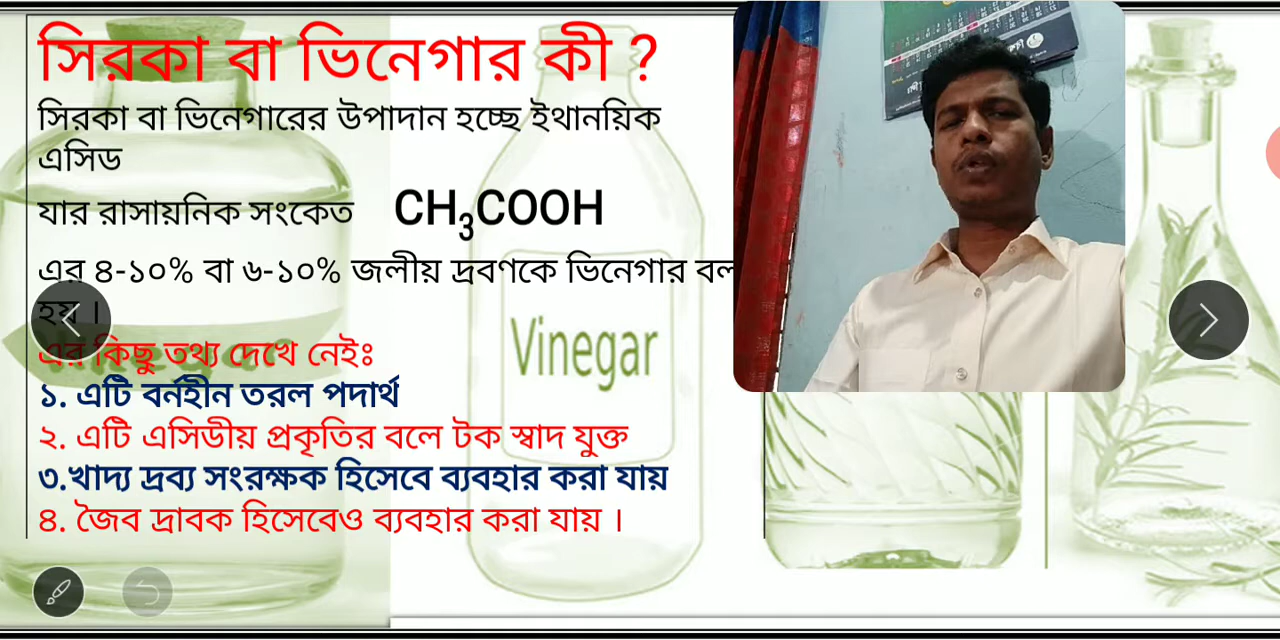 সিরকা বা ভিনেগার কী ?
সিরকা বা ভিনেগারের উপাদান হচ্ছে ইথানয়িক
এসিড
যার রাসায়নিক সংকেত CH₃COOH
এর ৪-১০% বা ৬-১০% জলীয় দ্রবণকে ভিনেগার বল
হয় ।
এর কিছু তথ্য দেখে নেইঃ
১. এটি বর্নহীন তরল পদার্থ
২. এটি এসিডীয় প্রকৃতির বলে টক স্বাদ যুক্ত
৩.খাদ্য দ্রব্য সংরক্ষক হিসেবে ব্যবহার করা যায়
৪. জৈব দ্রাবক হিসেবেও ব্যবহার করা যায় ।
Vinegar